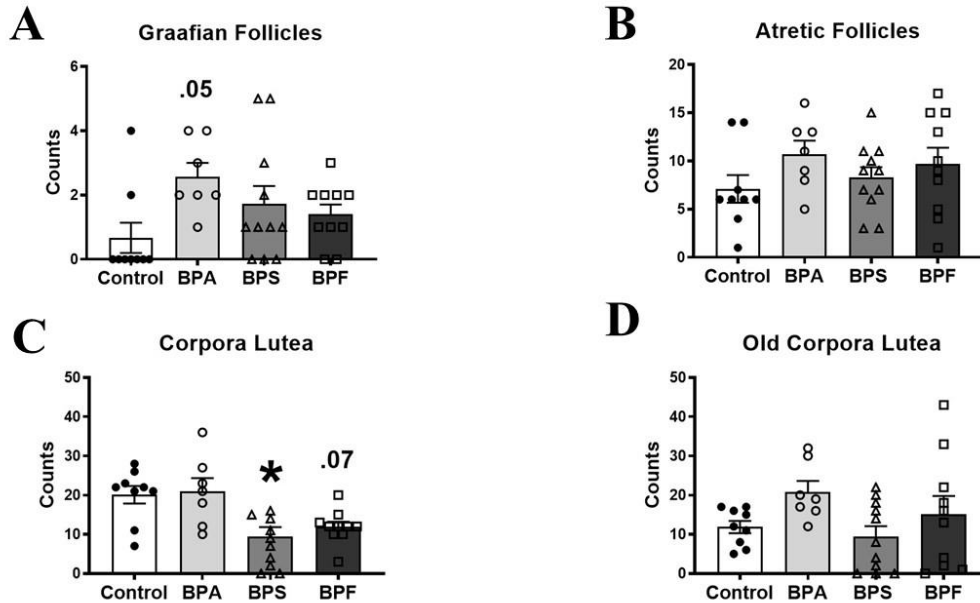 A
Graafian Follicles
Counts
6
4
2
0
.05
Control BPA BPS BPF
B
Atretic Follicles
Counts
20
15
10
5
0
Control BPA BPS BPF
C
Corpora Lutea
Counts
50
40
30
20
10
0
*
.07
Control BPA BPS BPF
D
Old Corpora Lutea
Counts
50
40
30
20
10
0
Control BPA BPS BPF